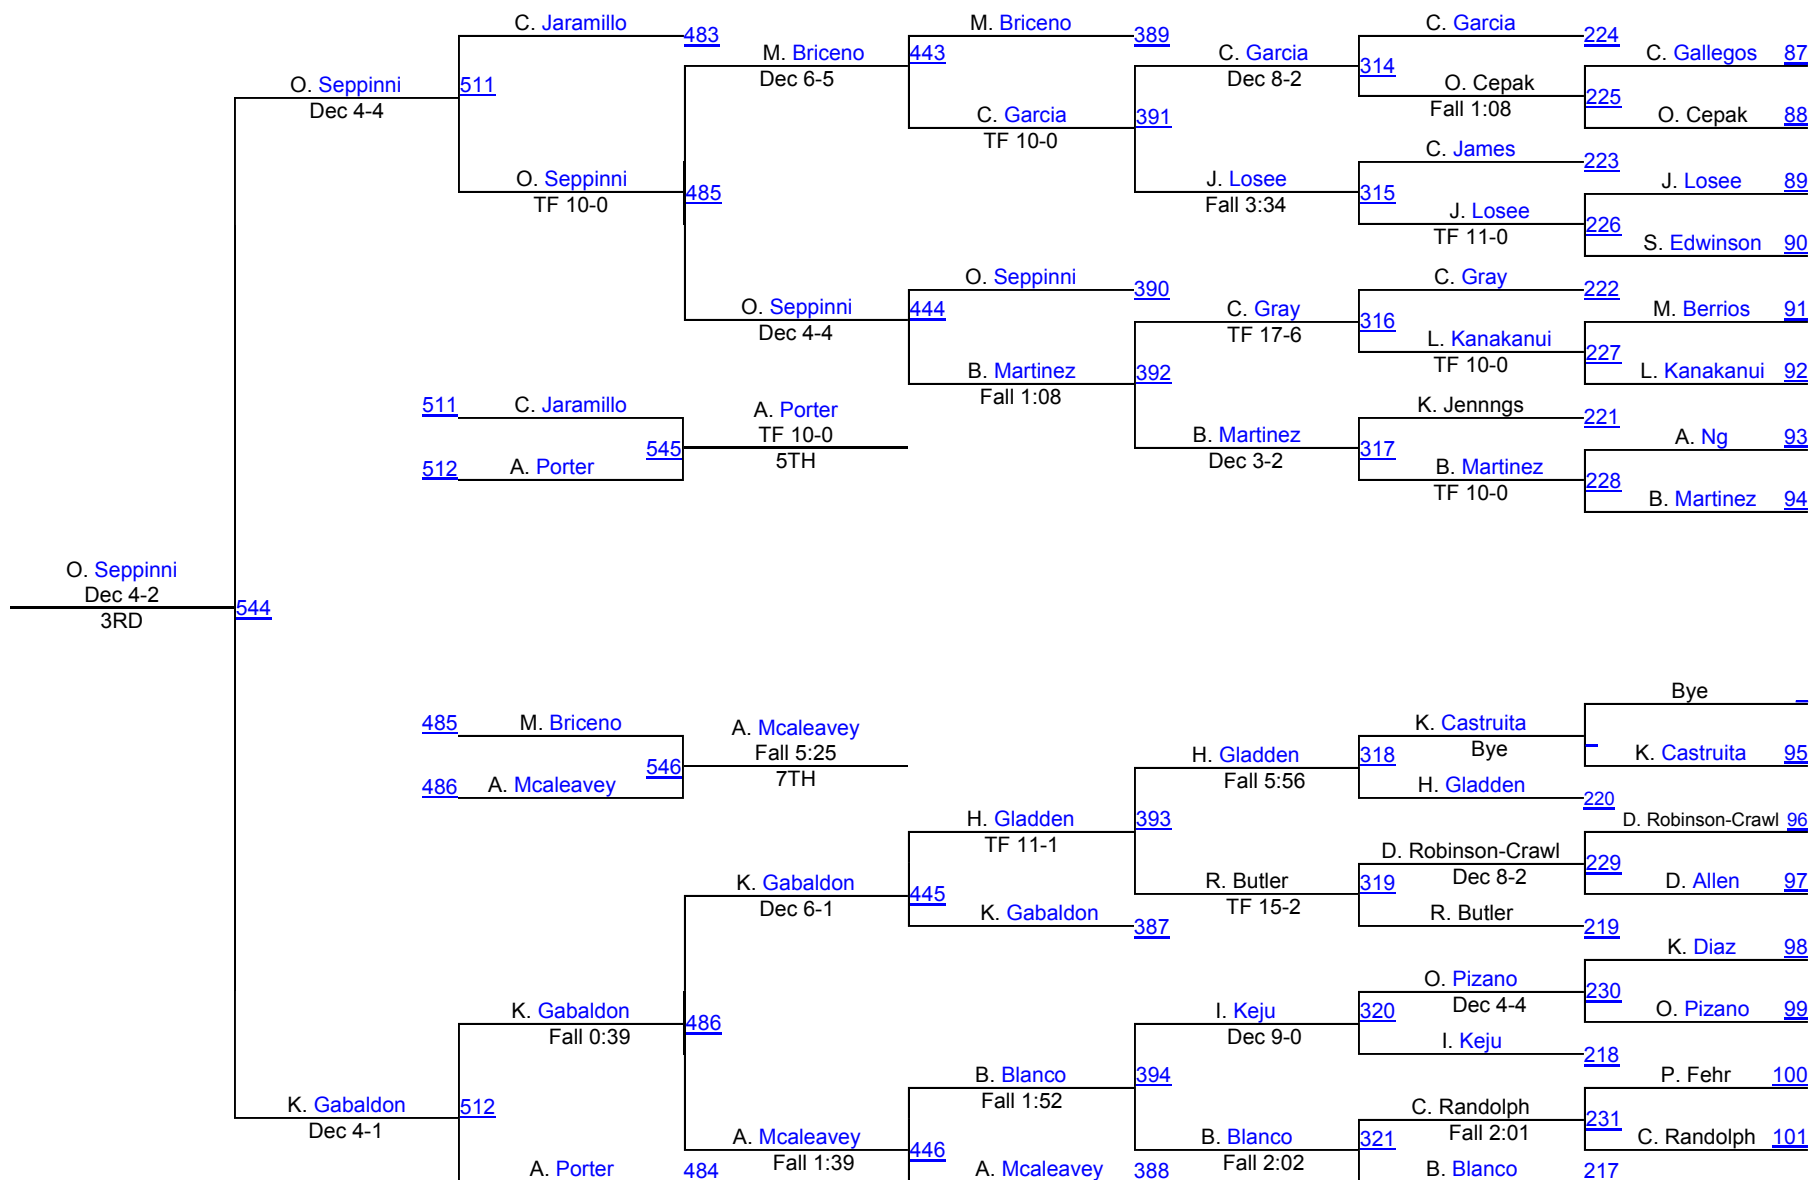 C. Jaramillo
483
M. Briceno
389
C. Garcia
224
M. Briceno
Dec 6-5
443
C. Garcia
Dec 8-2
314
C. Gallegos 87
O. Seppinni
Dec 4-4
511
O. Cepak
Fall 1:08
225
O. Cepak 88
C. Garcia
TF 10-0
391
C. James
223
O. Seppinni
TF 10-0
485
J. Losee
Fall 3:34
315
J. Losee 89
J. Losee
TF 11-0
226
S. Edwinson 90
O. Seppinni
390
C. Gray
222
O. Seppinni
Dec 4-4
444
C. Gray
TF 17-6
316
M. Berrios 91
L. Kanakanui
TF 10-0
227
L. Kanakanui 92
B. Martinez
Fall 1:08
392
511 C. Jaramillo
A. Porter
TF 10-0
5TH
545
512 A. Porter
K. Jennngs
221
B. Martinez
Dec 3-2
317
A. Ng 93
B. Martinez
TF 10-0
228
B. Martinez 94
O. Seppinni
Dec 4-2
3RD
544
Bye
485 M. Briceno
A. Mcaleavey
Fall 5:25
7TH
546
486 A. Mcaleavey
K. Castruita
Bye
H. Gladden
Fall 5:56
318
K. Castruita 95
H. Gladden
220
H. Gladden
TF 11-1
393
D. Robinson-Crawl 96
D. Robinson-Crawl
Dec 8-2
229
K. Gabaldon
Dec 6-1
445
R. Butler
TF 15-2
319
D. Allen 97
K. Gabaldon
387
R. Butler
219
K. Diaz 98
O. Pizano
Dec 4-4
230
K. Gabaldon
Fall 0:39
486
I. Keju
Dec 9-0
320
O. Pizano 99
I. Keju
218
B. Blanco
Fall 1:52
394
P. Fehr 100
K. Gabaldon
Dec 4-1
512
C. Randolph
Fall 2:01
231
A. Mcaleavey
Fall 1:39
446
B. Blanco
Fall 2:02
321
C. Randolph 101
A. Porter
484
A. Mcaleavey
388
B. Blanco
217